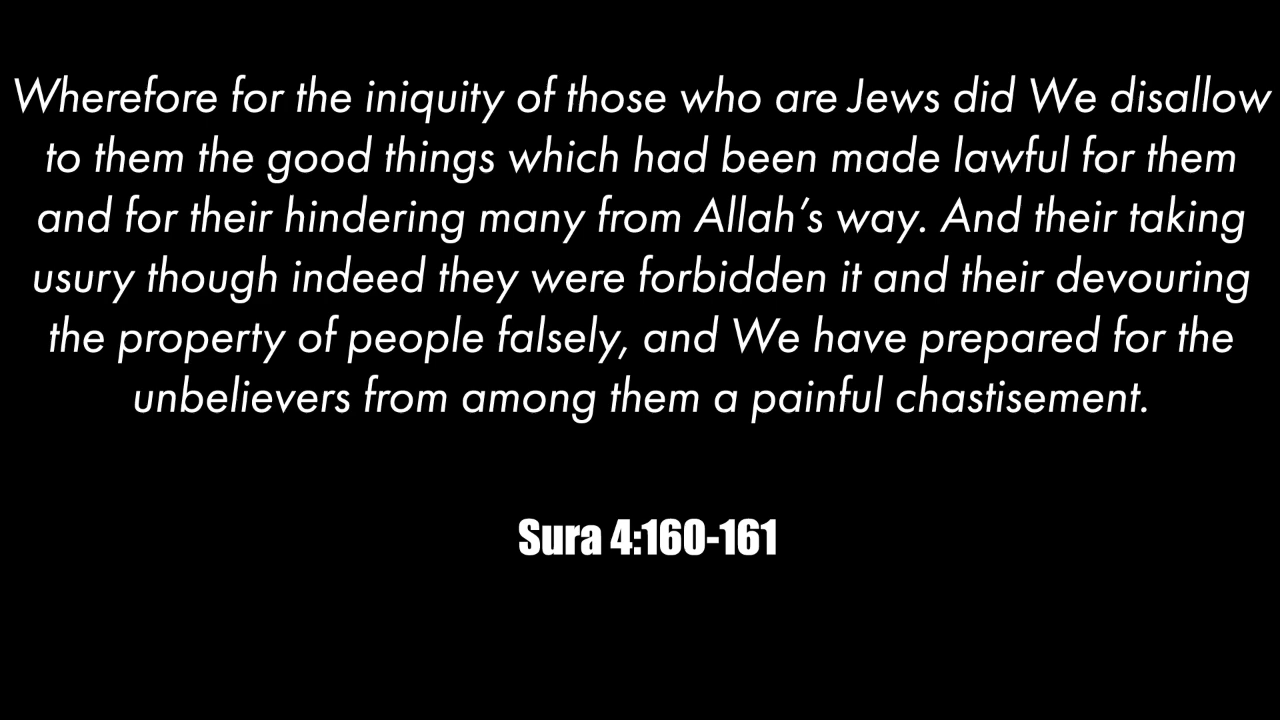 Wherefore for the iniquity of those who are Jews did We disallow
to them the good things which had been made lawful for them
and for their hindering many from Allah’s way. And their taking
usury though indeed they were forbidden it and their devouring
the property of people falsely, and We have prepared for the
unbelievers from among them a painful chastisement.
Sura 4:160-161